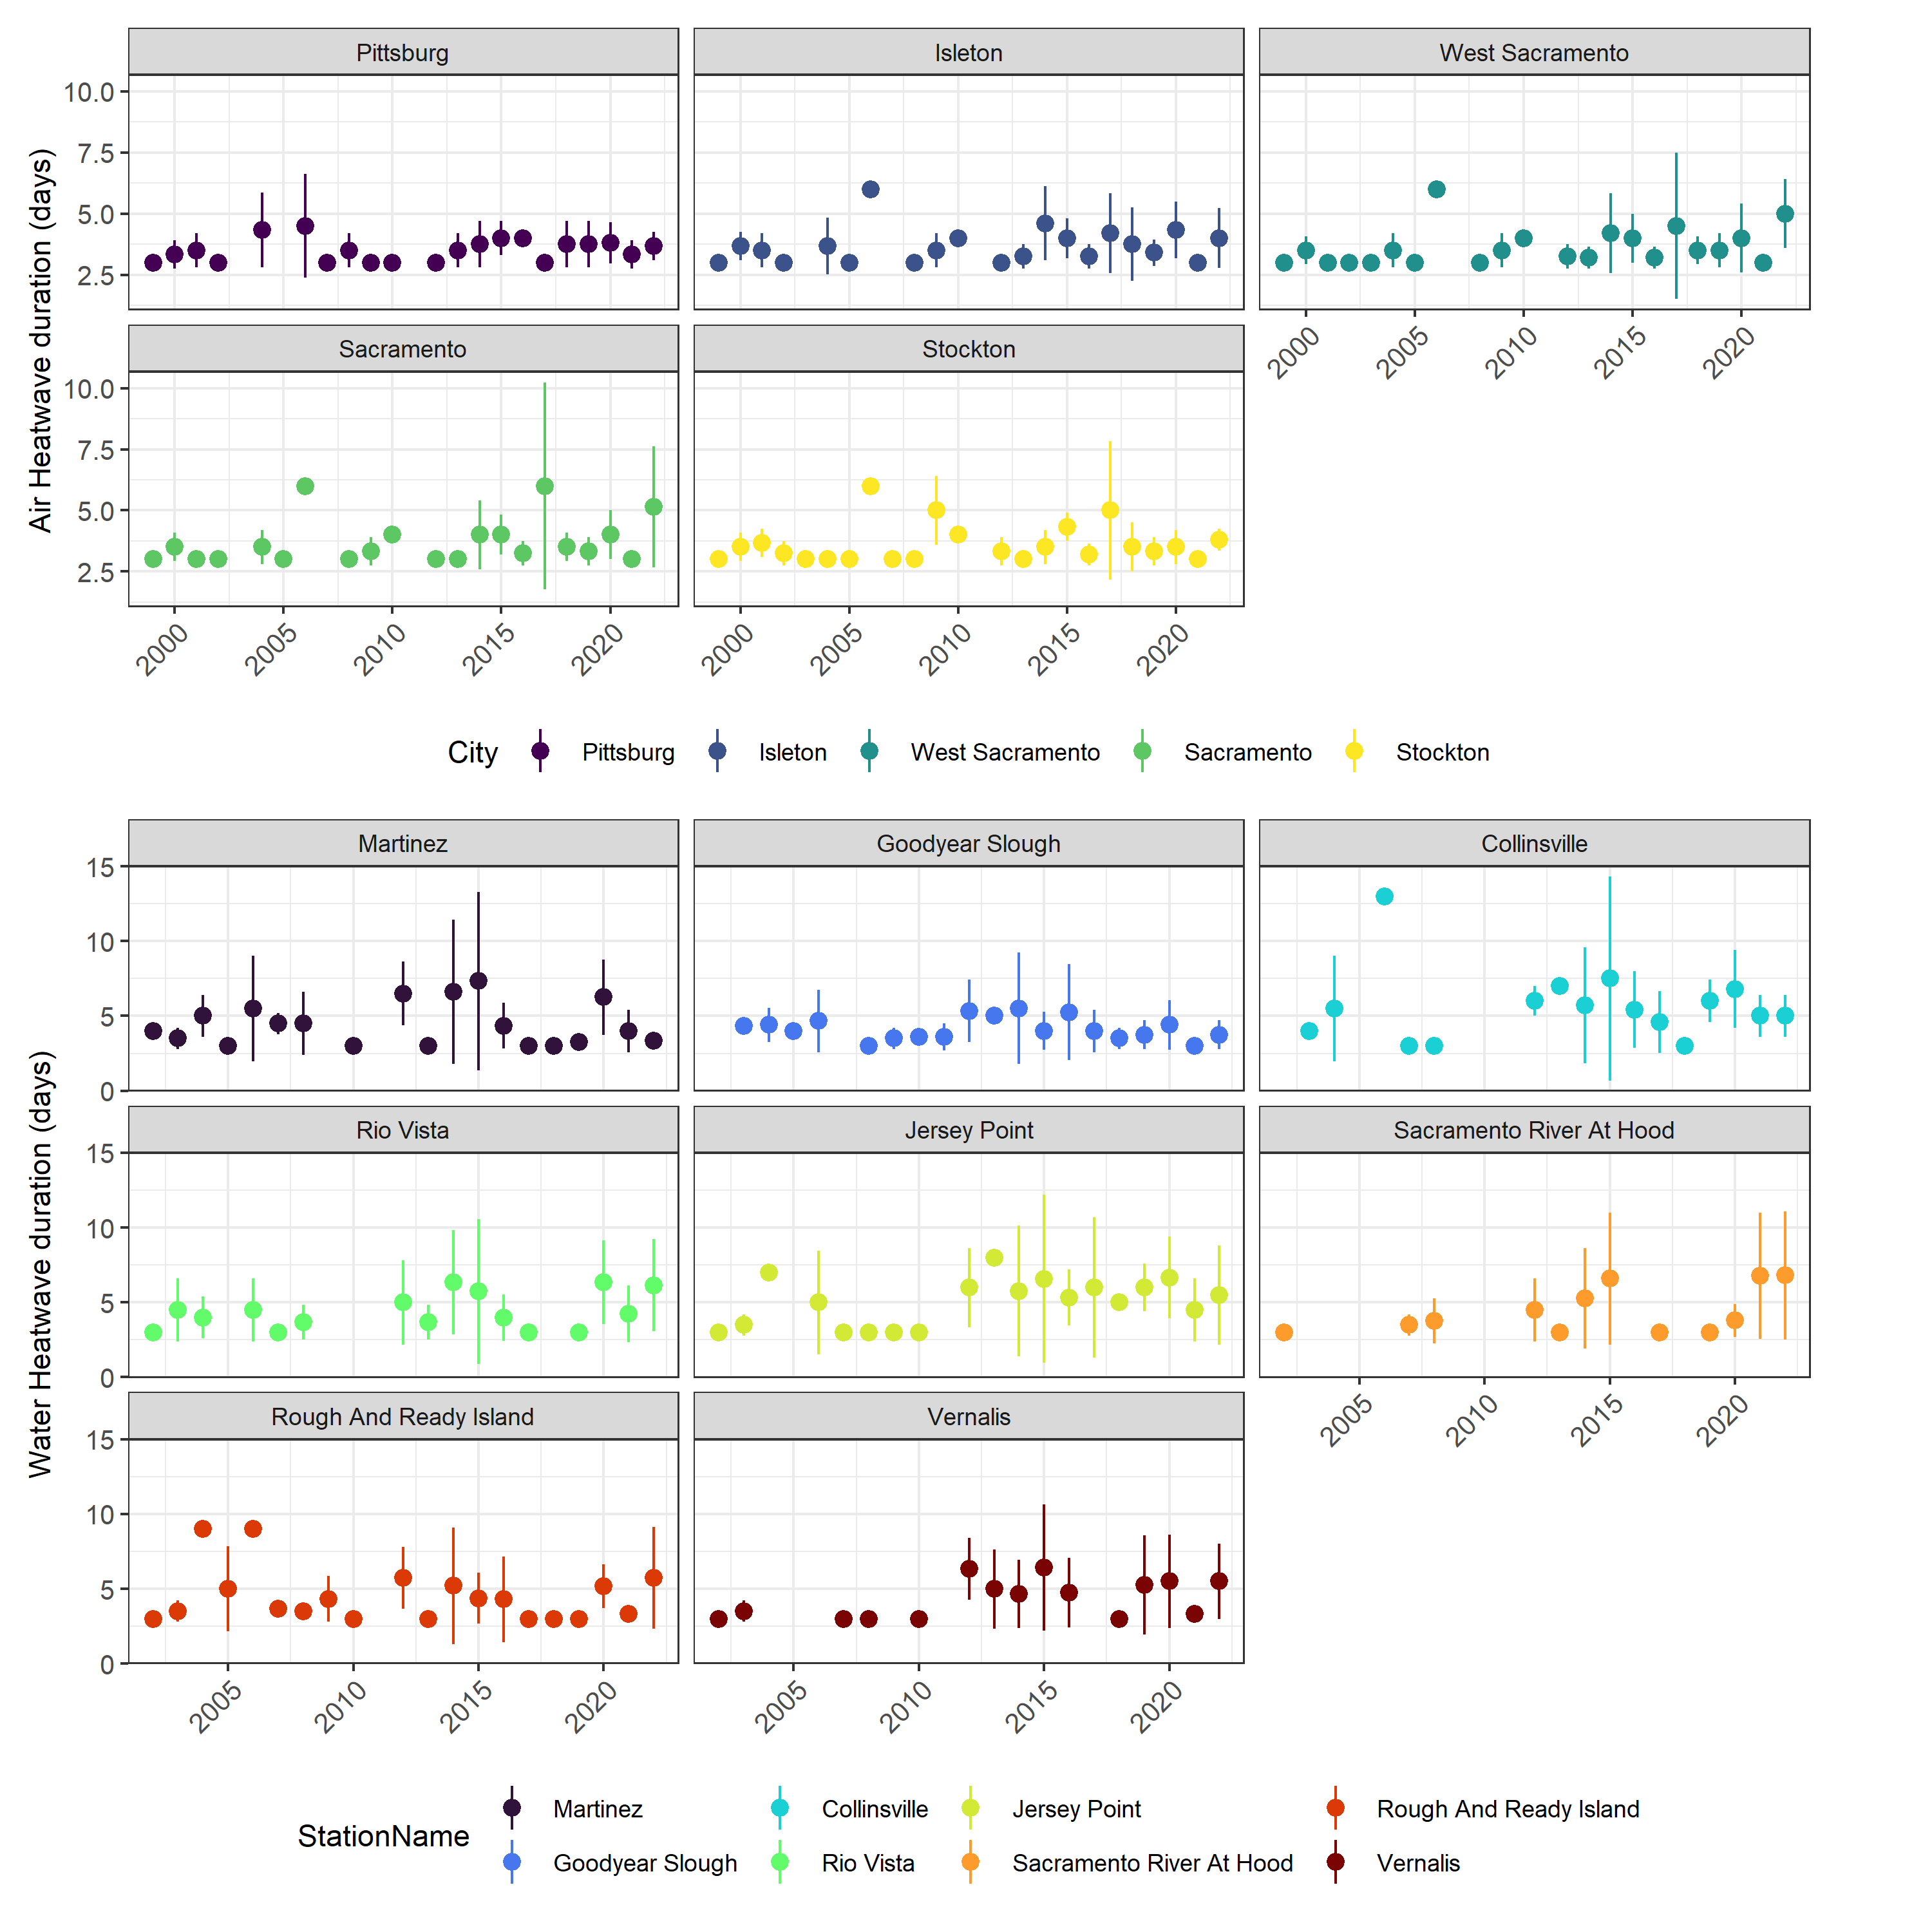 Pittsburg
Isleton
West Sacramento
Air Heatwave duration (days)
10.0
7.5
5.0
2.5
2000
2005
2010
2015
2020
Sacramento
Stockton
10.0
7.5
5.0
2.5
2000
2005
2010
2015
2020
2000
2005
2010
2015
2020
City
Pittsburg
Isleton
West Sacramento
Sacramento
Stockton
Martinez
Goodyear Slough
Collinsville
Water Heatwave duration (days)
15
10
5
0
Rio Vista
Jersey Point
Sacramento River At Hood
15
10
5
0
2005
2010
2015
2020
Rough And Ready Island
Vernalis
15
10
5
0
2005
2010
2015
2020
2005
2010
2015
2020
StationName
Martinez
Collinsville
Jersey Point
Rough And Ready Island
Goodyear Slough
Rio Vista
Sacramento River At Hood
Vernalis